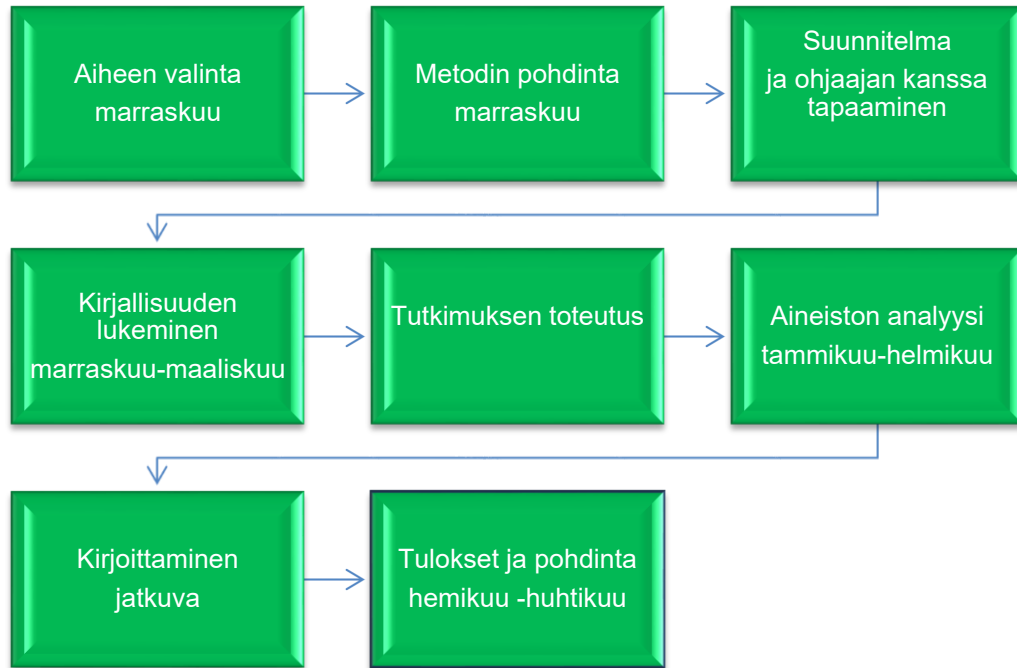 Aiheen valinta
marraskuu
Metodin pohdinta
marraskuu
Suunnitelma
ja ohjaajan kanssa
tapaaminen
Kirjallisuuden
lukeminen
marraskuu-maaliskuu
Tutkimuksen toteutus
Aineiston analyysi
tammikuu-helmikuu
Kirjoittaminen
jatkuva
Tulokset ja pohdinta
hemikuu -huhtikuu